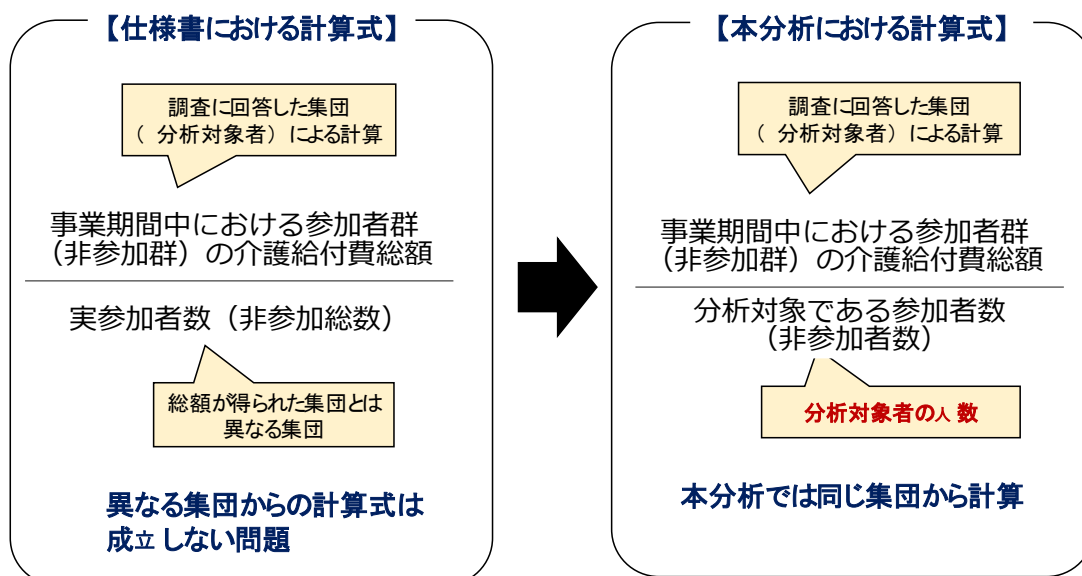 【仕様書における計算式】
調査に回答した集団
（ 分析対象者）による計算
事業期間中における参加者群
（非参加群）の介護給付費総額
実参加者数（非参加総数）
総額が得られた集団とは
異なる集団
異なる集団からの計算式は
成立しない問題
【本分析における計算式】
調査に回答した集団
（ 分析対象者）による計算
事業期間中における参加者群
（非参加群）の介護給付費総額
分析対象である参加者数
（非参加者数）
分析対象者の人数
本分析では同じ集団から計算